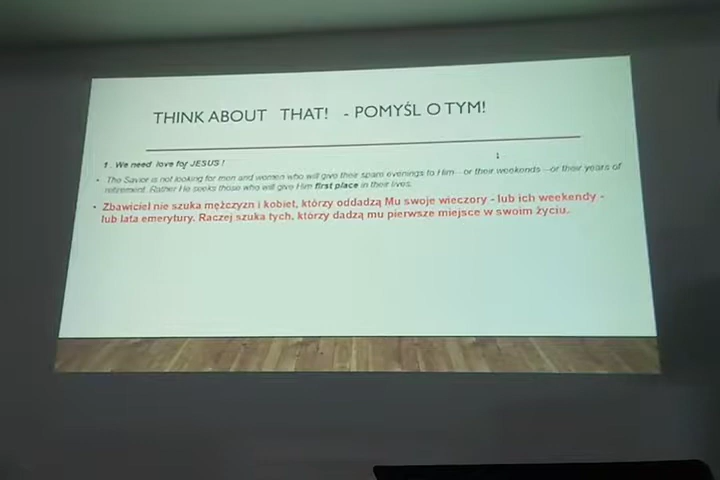 THINK ABOUT THAT! - POMYŚL O TYM!
1
1. We need love for JESUS !
• The Savior is not looking for men and women who will give their spare evenings to Him—or their weekends—or their years of
retirement. Rather He seeks those who will give Him first place in their lives.
• Zbawiciel nie szuka mężczyzn i kobiet, którzy oddadzą Mu swoje wieczory - lub ich weekendy -
lub lata emerytury. Raczej szuka tych, którzy dadzą mu pierwsze miejsce w swoim życiu.